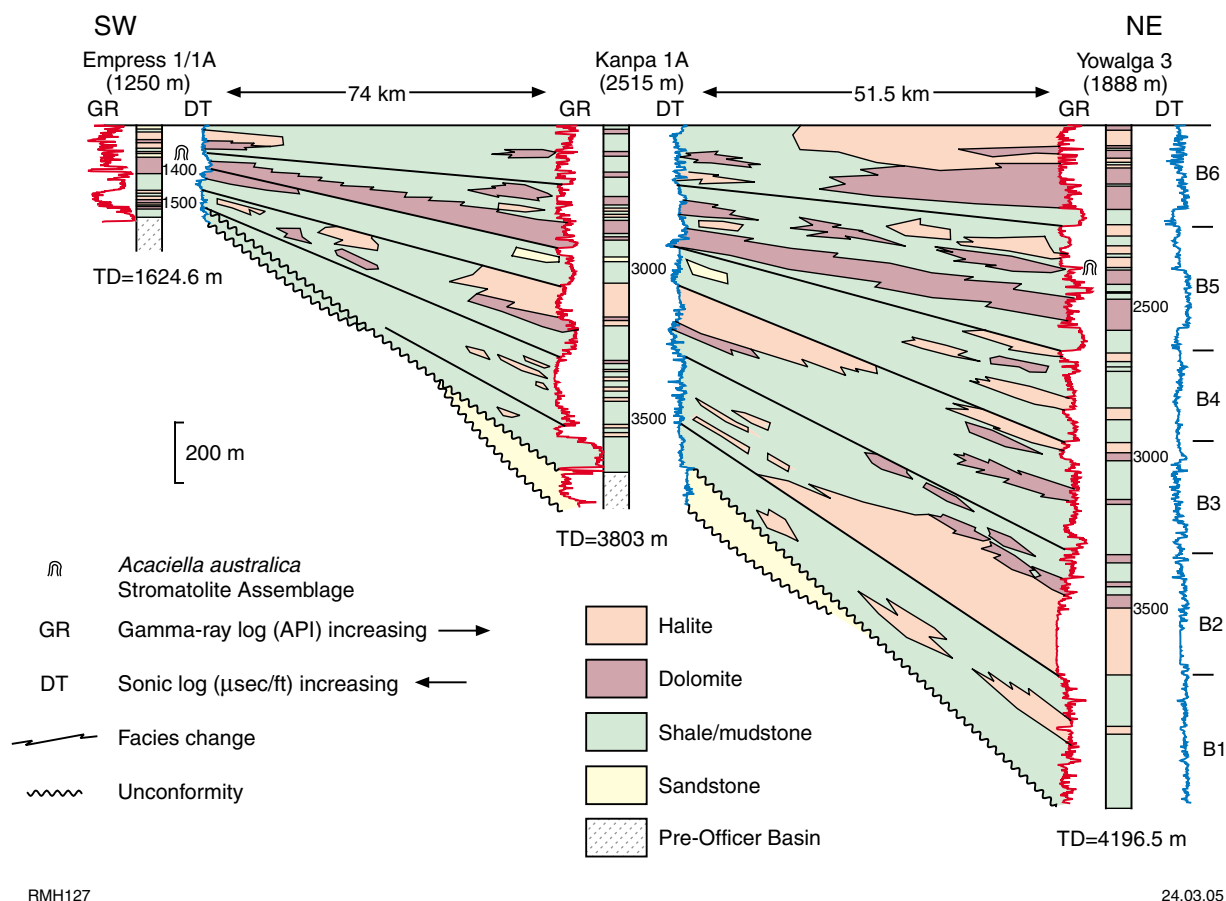 SW
NE
Empress 1/1A
(1250 m)
Kanpa 1A
(2515 m)
Yowalga 3
(1888 m)
GR
DT
74 km
GR
DT
51.5 km
GR
DT
1400
1500
3000
3500
2500
3000
3500
B6
B5
B4
B3
B2
B1
TD=1624.6 m
TD=3803 m
TD=4196.5 m
200 m
Acaciella australica
Stromatolite Assemblage
GR Gamma-ray log (API) increasing
DT Sonic log (µsec/ft) increasing
Facies change
Unconformity
Halite
Dolomite
Shale/mudstone
Sandstone
Pre-Officer Basin
RMH127
24.03.05